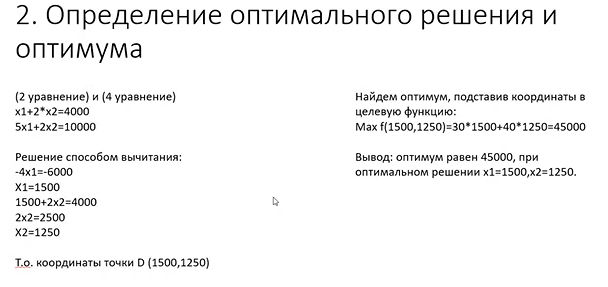 2. Определение оптимального решения и
оптимума
(2 уравнение) и (4 уравнение)
x1+2*x2=4000
5x1+2x2=10000
Решение способом вычитания:
-4x1=-6000
X1=1500
1500+2x2=4000
2x2=2500
X2=1250
Т.о. координаты точки D (1500,1250)
Найдем оптимум, подставив координаты в
целевую функцию:
Max f(1500,1250)=30*1500+40*1250=45000
Вывод: оптимум равен 45000, при
оптимальном решении x1=1500,x2=1250.